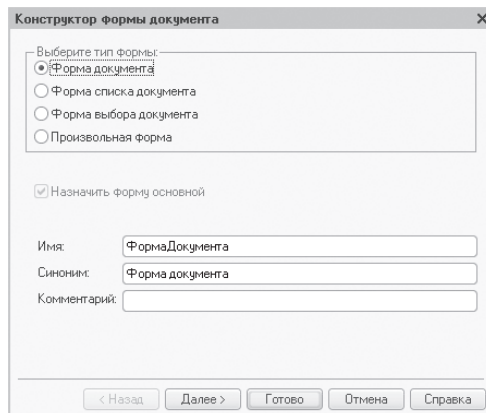 Конструктор формы документа
Выберите тип формы:
Форма документа
Форма списка документа
Форма выбора документа
Произвольная форма
Назначить форму основной
Имя: ФормаДокумента
Синоним: Форма документа
Комментарий:
< Назад Далее > Готово Отмена Справка